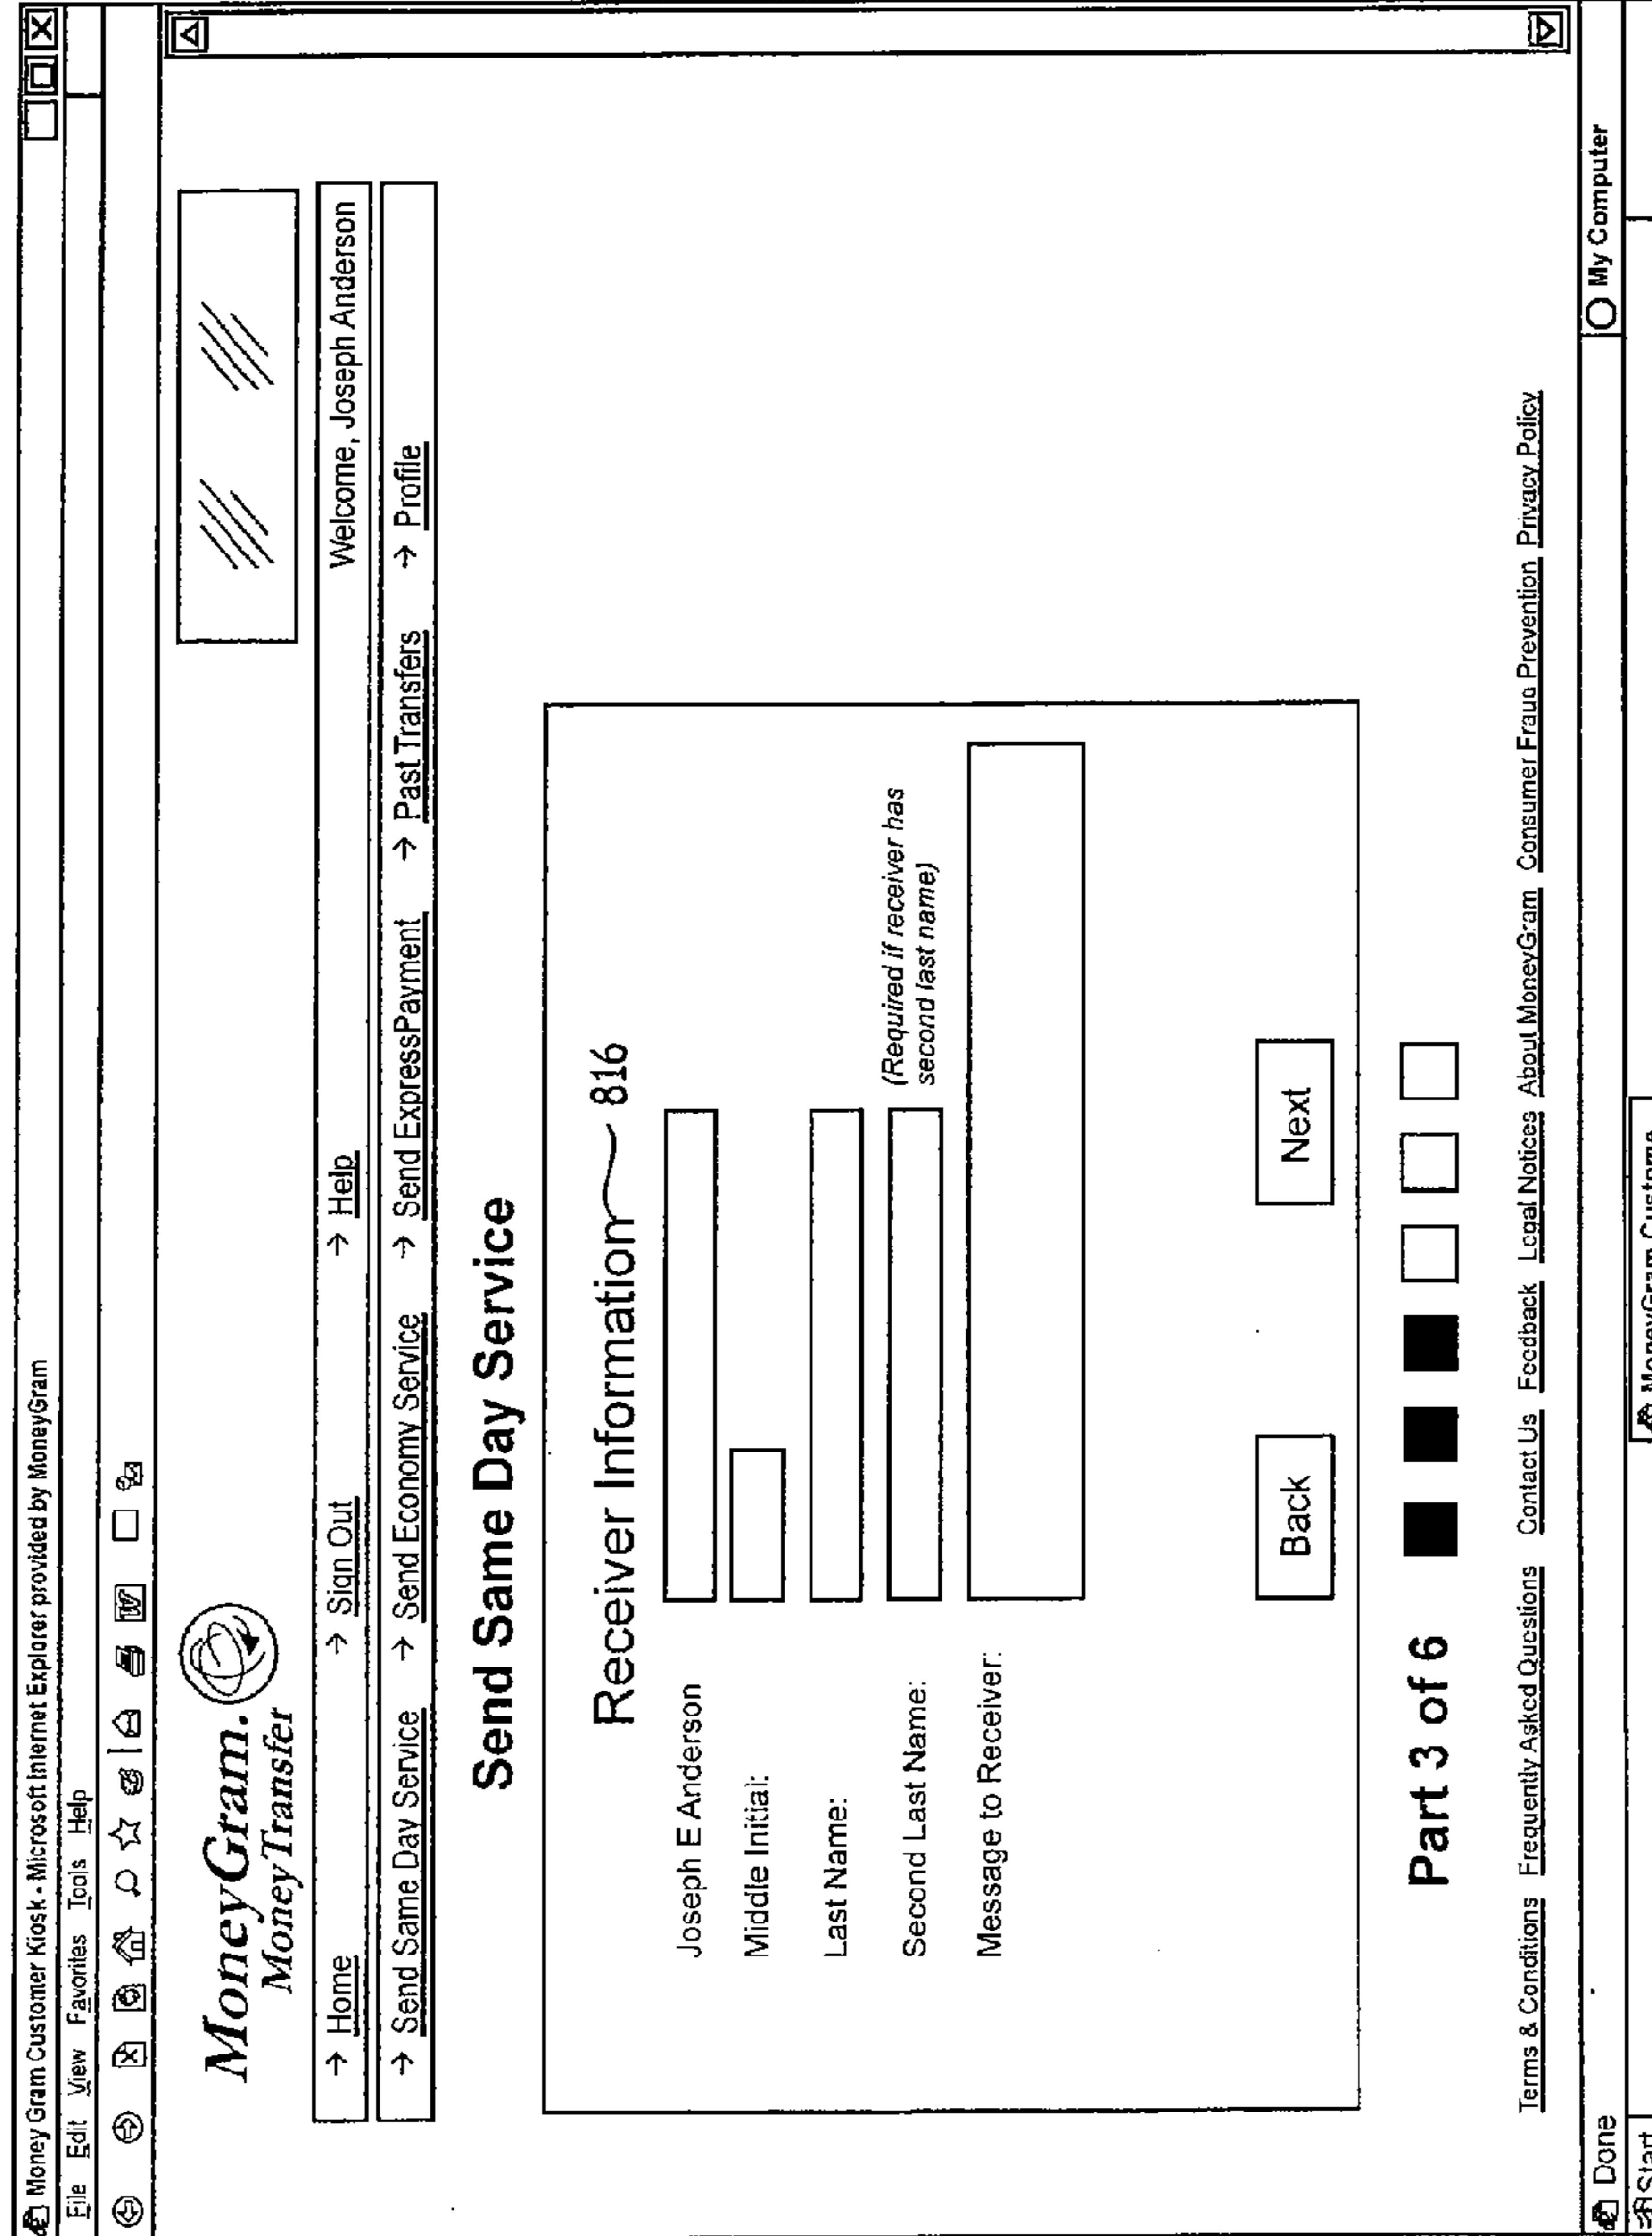 Money Gram Customer Kiosk - Microsoft Internet Explorer provided by MoneyGram
File Edit View Favorites Tools Help
MoneyGram.
MoneyTransfer
→ Home → Sign Out → Help Welcome, Joseph Anderson
→ Send Same Day Service → Send Economy Service → Send ExpressPayment → Past Transfers → Profile
Send Same Day Service
Receiver Information 816
Joseph E Anderson
Middle Initial:
Last Name:
Second Last Name: (Required if receiver has
second last name)
Message to Receiver:
Back Next
Part 3 of 6
Terms & Conditions Frequently Asked Questions Contact Us Feedback Legal Notices About MoneyGram Consumer Fraud Prevention Privacy Policy
Done My Computer
Start MoneyGram Custome